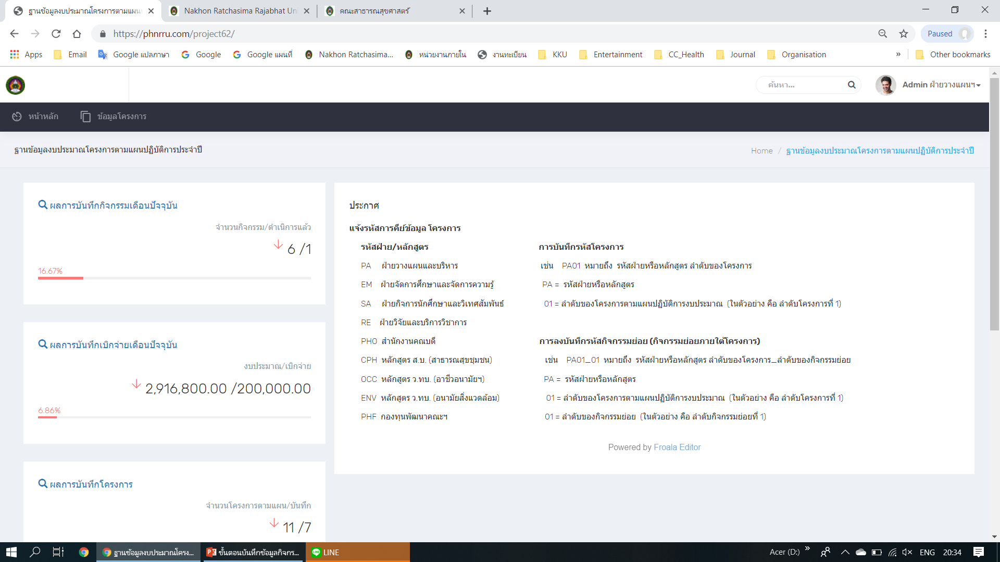 ฐานข้อมูลงบประมาณโครงการตามแผน
Nakhon Ratchasima Rajabhat Un
คณะสาธารณสุขศาสตร์
https://phnrru.com/project62/
Paused
Apps
Email
Google แปลภาษา
Google
Google แผนที่
Nakhon Ratchasima...
หน่วยงานภายใน
งานทะเบียน
KKU
Entertainment
CC_Health
Journal
Organisation
»
Other bookmarks
ค้นหา...
Admin ฝ่ายวางแผนฯ
หน้าหลัก
ข้อมูลโครงการ
ฐานข้อมูลงบประมาณโครงการตามแผนปฏิบัติการประจำปี
Home / ฐานข้อมูลงบประมาณโครงการตามแผนปฏิบัติการประจำปี
ผลการบันทึกกิจกรรมเดือนปัจจุบัน
จำนวนกิจกรรม/ดำเนิการแล้ว
6 /1
16.67%
ผลการบันทึกเบิกจ่ายเดือนปัจจุบัน
งบประมาณ/เบิกจ่าย
2,916,800.00 /200,000.00
6.86%
ผลการบันทึกโครงการ
จำนวนโครงการตามแผน/บันทึก
11 /7
ประกาศ
แจ้งรหัสการคีย์ข้อมูล โครงการ
รหัสฝ่าย/หลักสูตร การบันทึกรหัสโครงการ
PA ฝ่ายวางแผนและบริหาร เช่น PA01 หมายถึง รหัสฝ่ายหรือหลักสูตร ลำดับของโครงการ
EM ฝ่ายจัดการศึกษาและจัดการความรู้ PA = รหัสฝ่ายหรือหลักสูตร
SA ฝ่ายกิจการนักศึกษาและวิเทศสัมพันธ์ 01 = ลำดับของโครงการตามแผนปฏิบัติการงบประมาณ (ในตัวอย่าง คือ ลำดับโครงการที่ 1)
RE ฝ่ายวิจัยและบริการวิชาการ
PHO สำนักงานคณบดี การลงบันทึกรหัสกิจกรรมย่อย (กิจกรรมย่อยภายใต้โครงการ)
CPH หลักสูตร ส.บ. (สาธารณสุขชุมชน) เช่น PA01_01 หมายถึง รหัสฝ่ายหรือหลักสูตร ลำดับของโครงการ_ลำดับของกิจกรรมย่อย
OCC หลักสูตร ว.ทบ. (อาชีวอนามัยฯ) PA = รหัสฝ่ายหรือหลักสูตร
ENV หลักสูตร ว.ทบ. (อนามัยสิ่งแวดล้อม) 01 = ลำดับของโครงการตามแผนปฏิบัติการงบประมาณ (ในตัวอย่าง คือ ลำดับโครงการที่ 1)
PHF กองทุนพัฒนาคณะฯ 01 = ลำดับของกิจกรรมย่อย (ในตัวอย่าง คือ ลำดับกิจกรรมย่อยที่ 1)
Powered by Froala Editor
ฐานข้อมูลงบประมาณโครง...
ขั้นตอนบันทึกข้อมูลกิจกร...
LINE
Acer (D:)
»
ENG
20:34